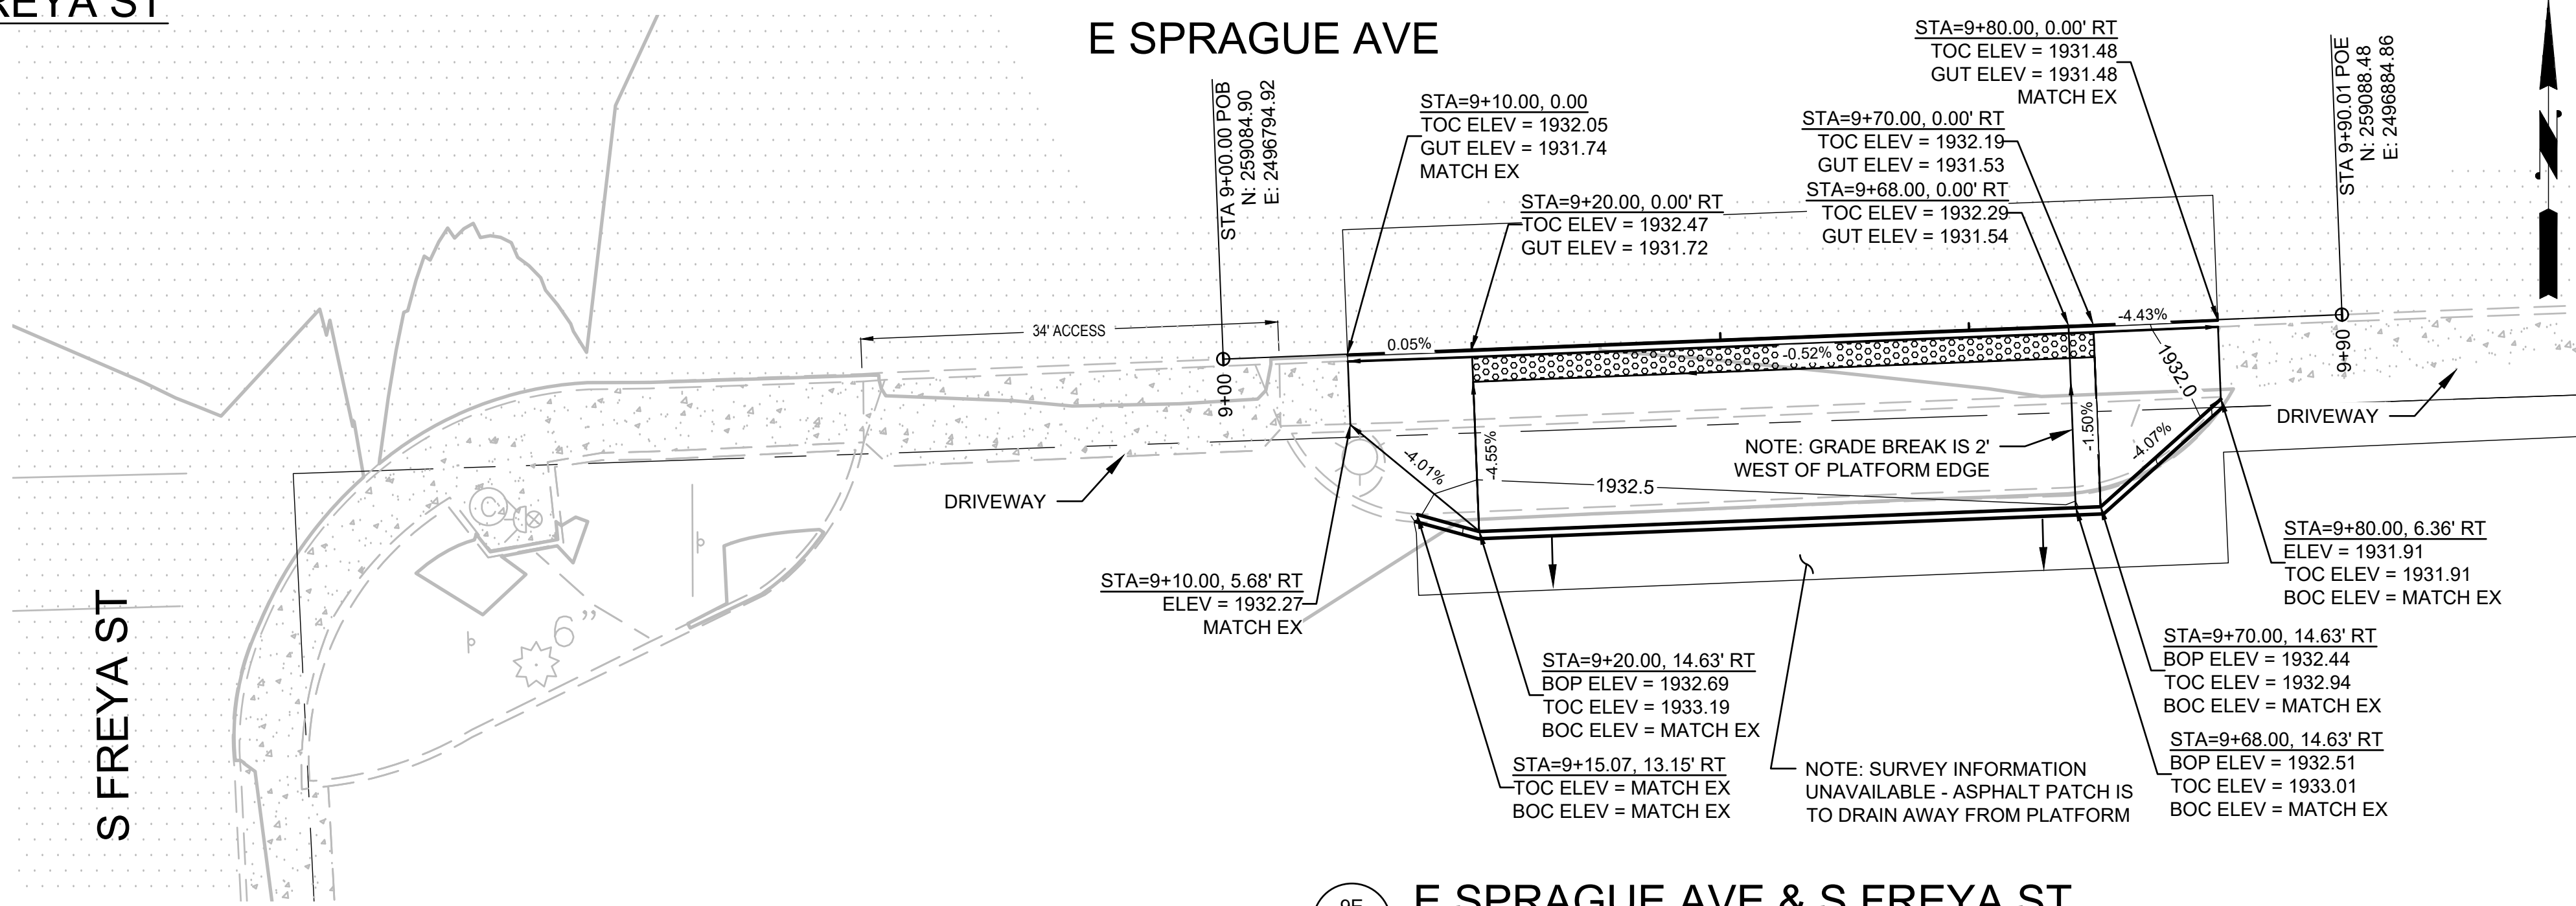 REYA ST
E SPRAGUE AVE
STA 9+00.00 POB
N: 259084.90
E: 2496794.92
STA=9+10.00, 0.00
TOC ELEV = 1932.05
GUT ELEV = 1931.74
MATCH EX
STA=9+20.00, 0.00' RT
TOC ELEV = 1932.47
GUT ELEV = 1931.72
STA=9+80.00, 0.00' RT
TOC ELEV = 1931.48
GUT ELEV = 1931.48
MATCH EX
STA=9+70.00, 0.00' RT
TOC ELEV = 1932.19
GUT ELEV = 1931.53
STA=9+68.00, 0.00' RT
TOC ELEV = 1932.29
GUT ELEV = 1931.54
STA 9+90.01 POE
N: 259088.48
E: 2496884.86
N
34' ACCESS
9+00
0.05%
-0.52%
-4.43%
9+90
1932.0
-4.01%
-4.55%
-1.50%
-4.07%
1932.5
NOTE: GRADE BREAK IS 2'
WEST OF PLATFORM EDGE
DRIVEWAY
DRIVEWAY
C
6"
S FREYA ST
STA=9+10.00, 5.68' RT
ELEV = 1932.27
MATCH EX
STA=9+20.00, 14.63' RT
BOP ELEV = 1932.69
TOC ELEV = 1933.19
BOC ELEV = MATCH EX
STA=9+15.07, 13.15' RT
TOC ELEV = MATCH EX
BOC ELEV = MATCH EX
NOTE: SURVEY INFORMATION
UNAVAILABLE - ASPHALT PATCH IS
TO DRAIN AWAY FROM PLATFORM
STA=9+80.00, 6.36' RT
ELEV = 1931.91
TOC ELEV = 1931.91
BOC ELEV = MATCH EX
STA=9+70.00, 14.63' RT
BOP ELEV = 1932.44
TOC ELEV = 1932.94
BOC ELEV = MATCH EX
STA=9+68.00, 14.63' RT
BOP ELEV = 1932.51
TOC ELEV = 1933.01
BOC ELEV = MATCH EX
E SPRAGUE AVE & S FREYA ST